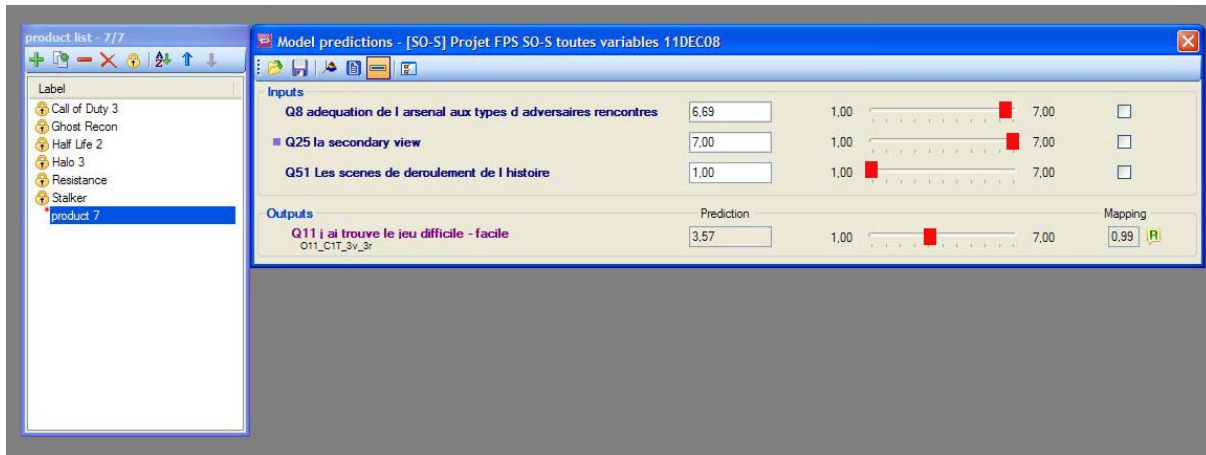 product list - 7/7
Label
Call of Duty 3
Ghost Recon
Half Life 2
Halo 3
Resistance
Stalker
product 7
Model predictions - [SO-S] Projet FPS SO-S toutes variables 11DEC08
Inputs
Q8 adequation de l arsenal aux types d adversaires rencontres 6,69 1,00 7,00
Q25 la secondary view 7,00 1,00 7,00
Q51 Les scenes de deroulement de l histoire 1,00 1,00 7,00
Outputs Prediction Mapping
Q11 j ai trouve le jeu difficile - facile 3,57 1,00 7,00 0,99 R
O11_C1T_3v_3r